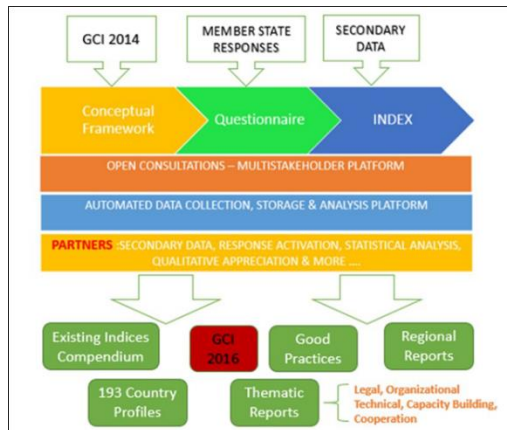 GCI 2014
MEMBER STATE
RESPONSES
SECONDARY
DATA
Conceptual
Framework
Questionnaire
INDEX
OPEN CONSULTATIONS – MULTISTAKEHOLDER PLATFORM
AUTOMATED DATA COLLECTION, STORAGE & ANALYSIS PLATFORM
PARTNERS :SECONDARY DATA, RESPONSE ACTIVATION, STATISTICAL ANALYSIS,
QUALITATIVE APPRECIATION & MORE ....
Existing Indices
Compendium
GCI
2016
Good
Practices
Regional
Reports
193 Country
Profiles
Thematic
Reports
Legal, Organizational
Technical, Capacity Building,
Cooperation